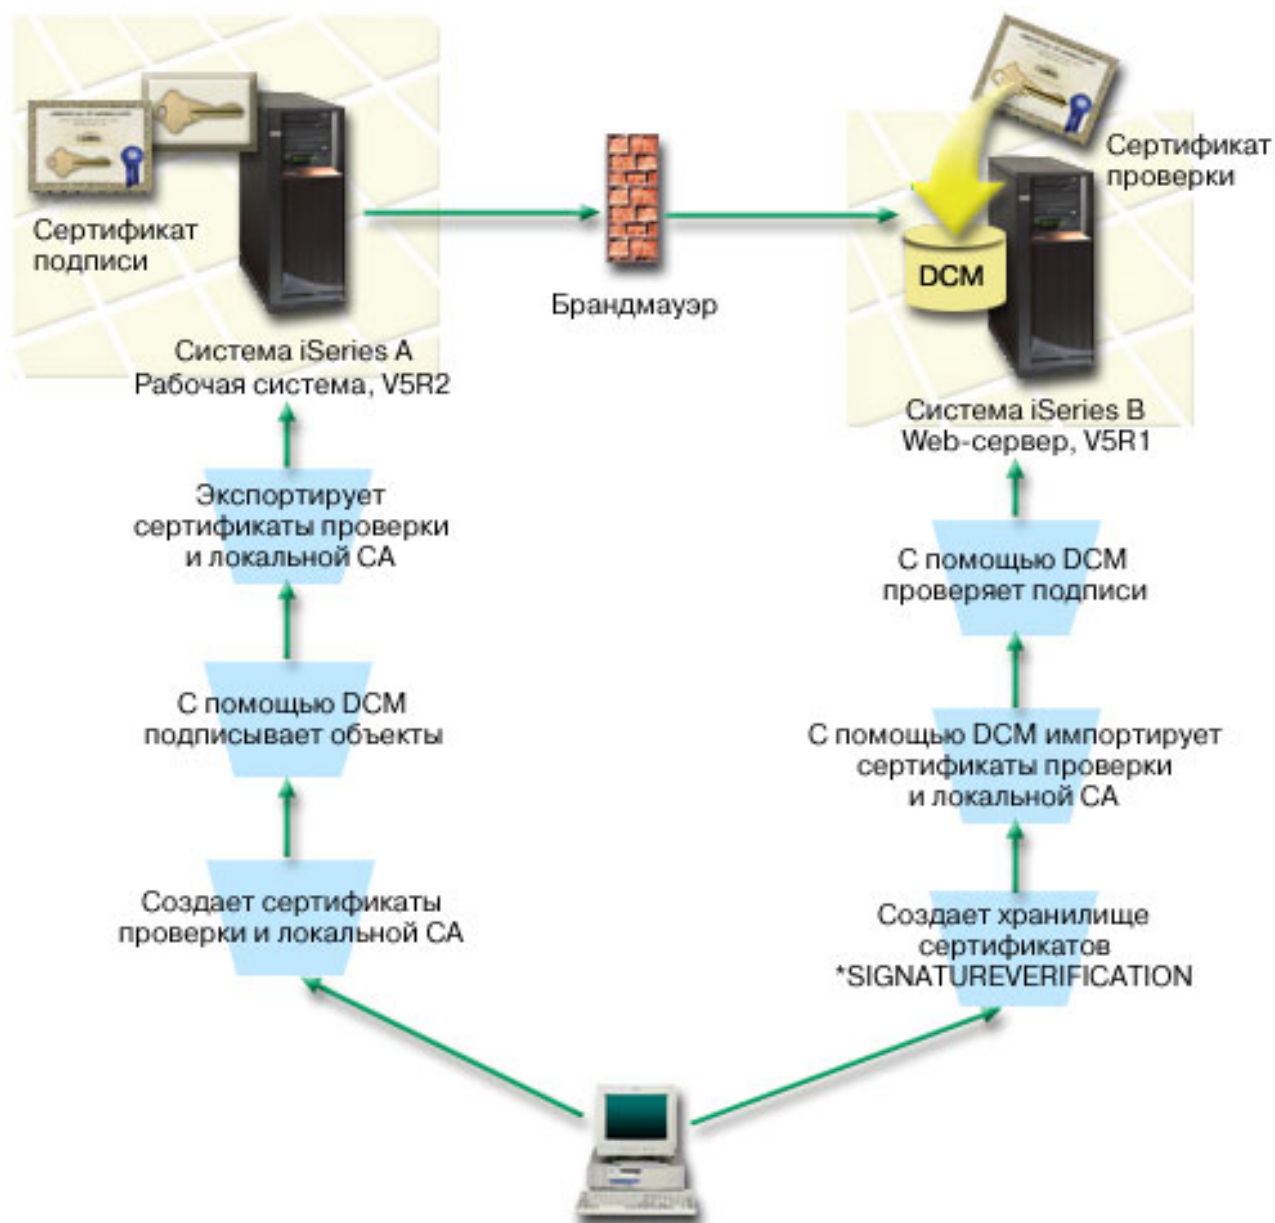 Сертификат
подписи
Система iSeries A
Рабочая система, V5R2
Брандмауэр
Сертификат
проверки
DCM
Система iSeries B
Web-сервер, V5R1
Экспортирует
сертификаты проверки
и локальной CA
С помощью DCM
подписывает объекты
Создает сертификаты
проверки и локальной CA
С помощью DCM
проверяет подписи
С помощью DCM импортирует
сертификаты проверки
и локальной CA
Создает хранилище
сертификатов
*SIGNATUREVERIFICATION